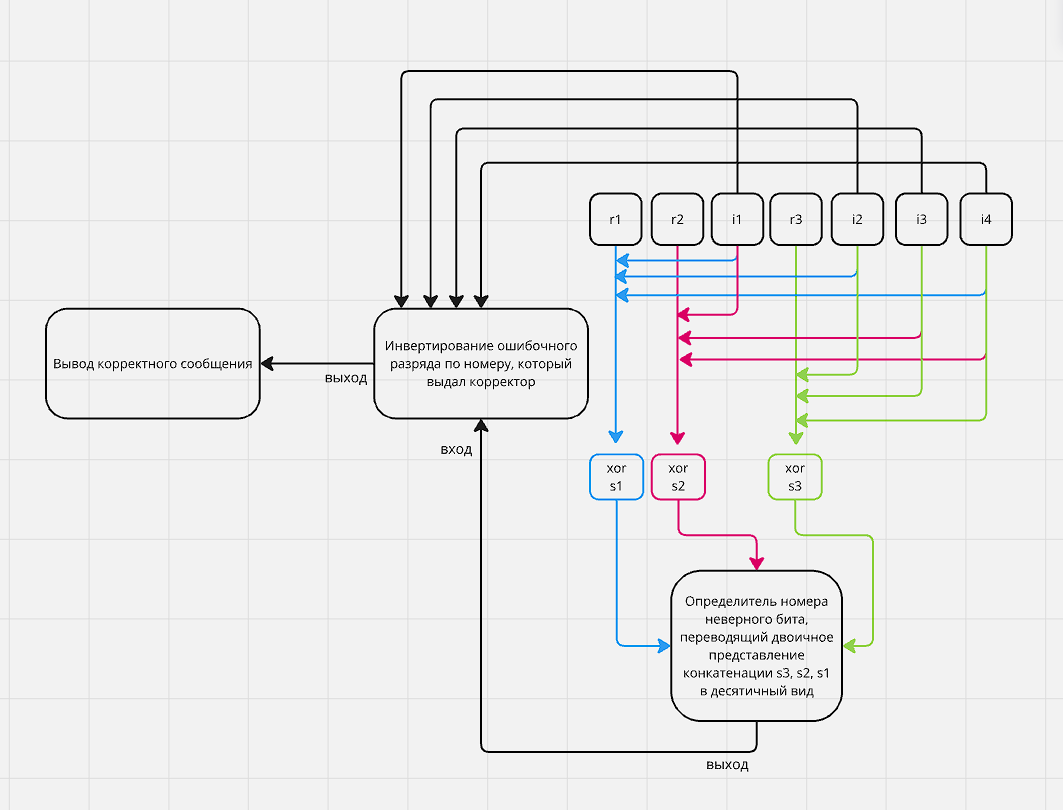 r1
r2
i1
r3
i2
i3
i4
Вывод корректного сообщения
выход
Инвертирование ошибочного
разряда по номеру, который
выдал корректор
вход
xor
s1
xor
s2
xor
s3
Определитель номера
неверного бита,
переводящий двоичное
представление
конкатенации s3, s2, s1
в десятичный вид
выход